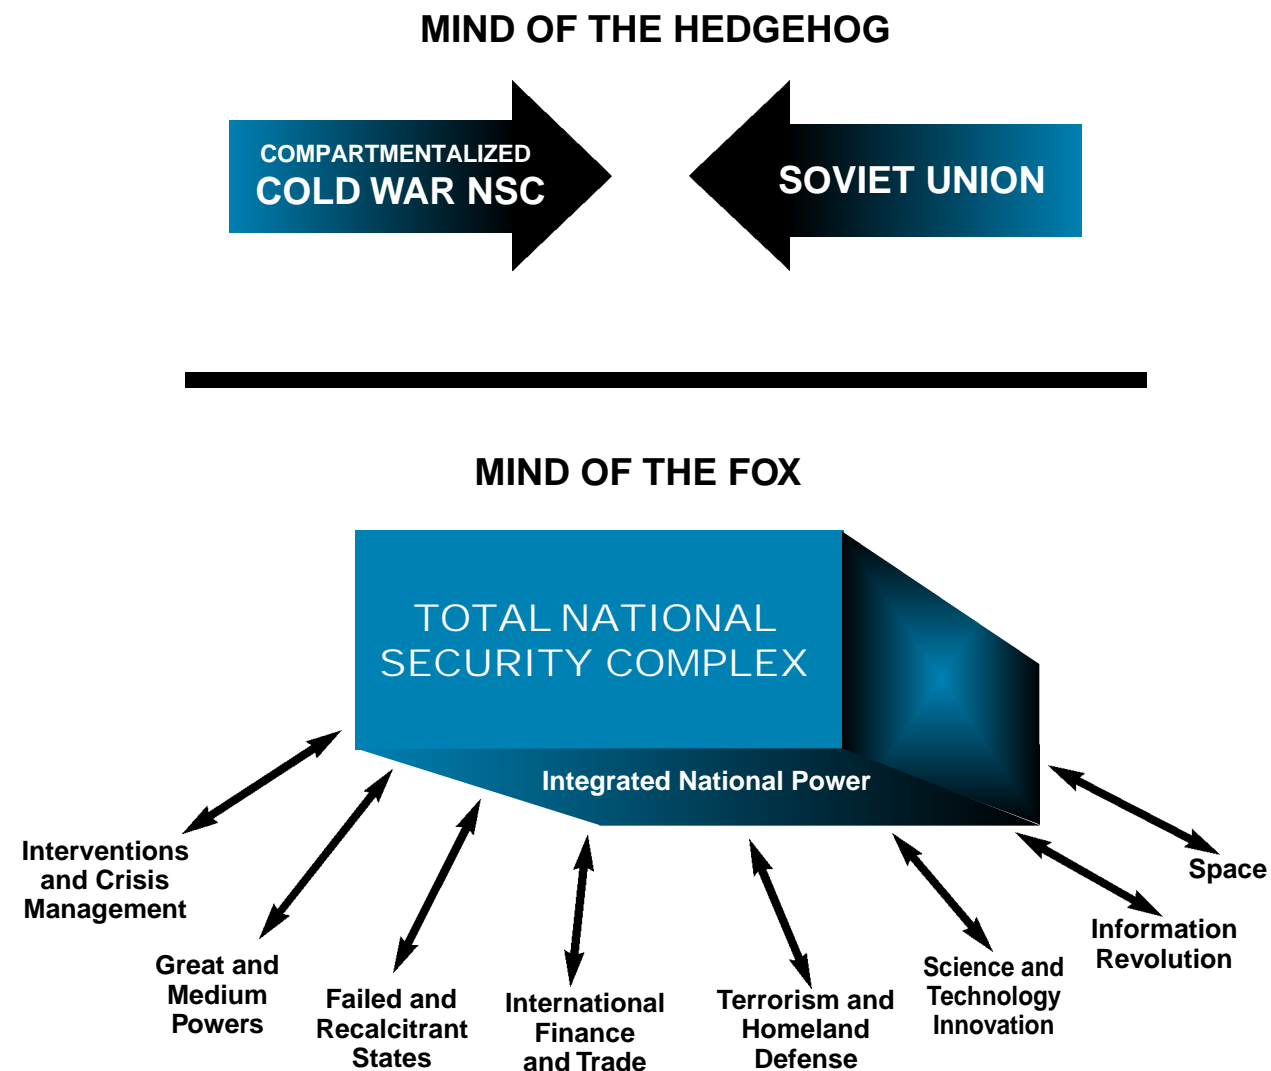 MIND OF THE HEDGEHOG
COMPARTMENTALIZED
COLD WAR NSC
SOVIET UNION
MIND OF THE FOX
TOTAL NATIONAL
SECURITY COMPLEX
Integrated National Power
Interventions
and Crisis
Management
Great and
Medium
Powers
Failed and
Recalcitrant
States
International
Finance
and Trade
Terrorism and
Homeland
Defense
Science and
Technology
Innovation
Information
Revolution
Space